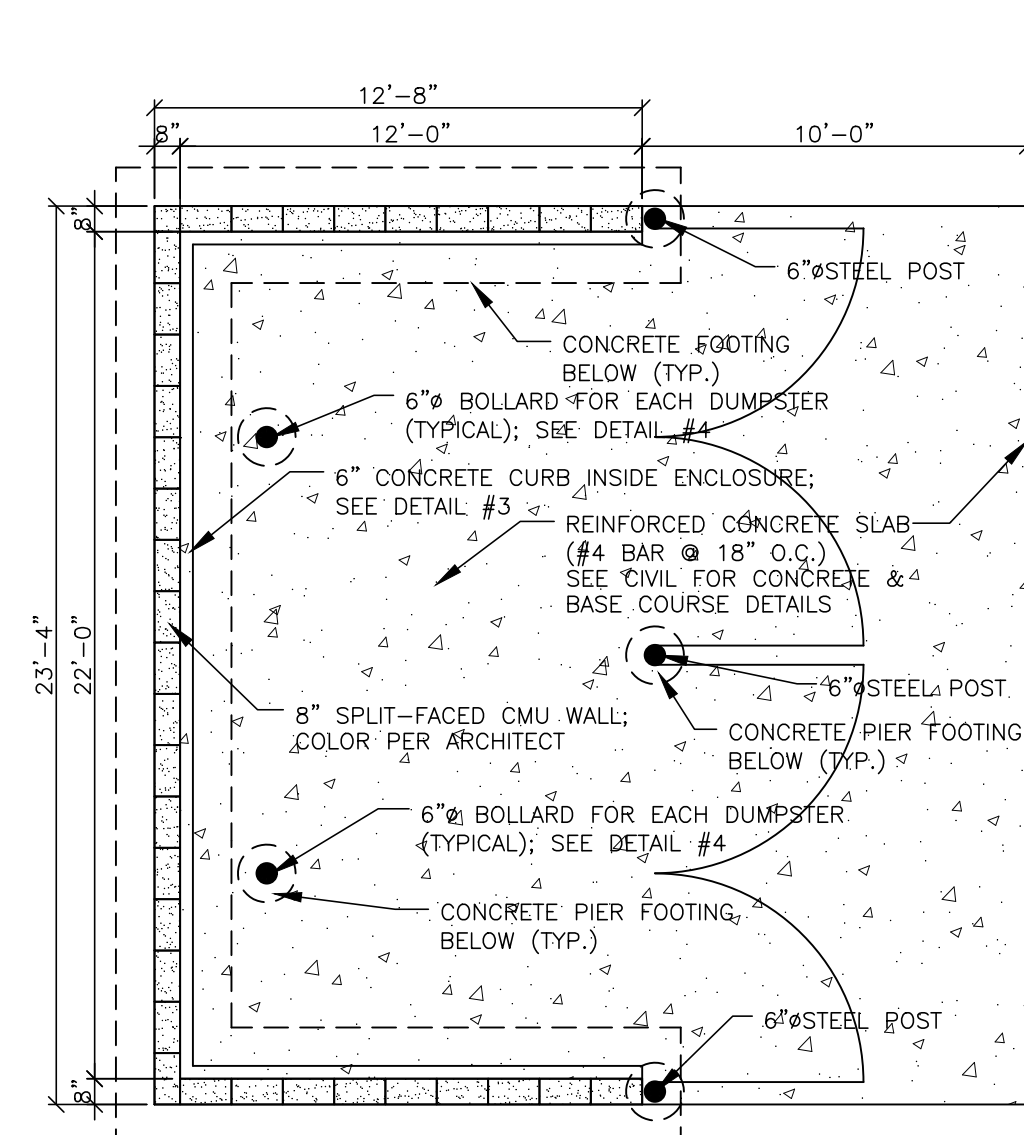 12'-8"
8"
12'-0"
10'-0"
8"
6"øSTEEL POST
CONCRETE FOOTING
BELOW (TYP.)
6"ø BOLLARD FOR EACH DUMPSTER
(TYPICAL); SEE DETAIL #4
6" CONCRETE CURB INSIDE ENCLOSURE;
SEE DETAIL #3
REINFORCED CONCRETE SLAB
(#4 BAR @ 18" O.C.)
SEE CIVIL FOR CONCRETE &
BASE COURSE DETAILS
23'-4"
22'-0"
6"øSTEEL POST
8" SPLIT-FACED CMU WALL;
COLOR PER ARCHITECT
CONCRETE PIER FOOTING
BELOW (TYP.)
6"ø BOLLARD FOR EACH DUMPSTER
(TYPICAL); SEE DETAIL #4
CONCRETE PIER FOOTING
BELOW (TYP.)
6"øSTEEL POST
8"